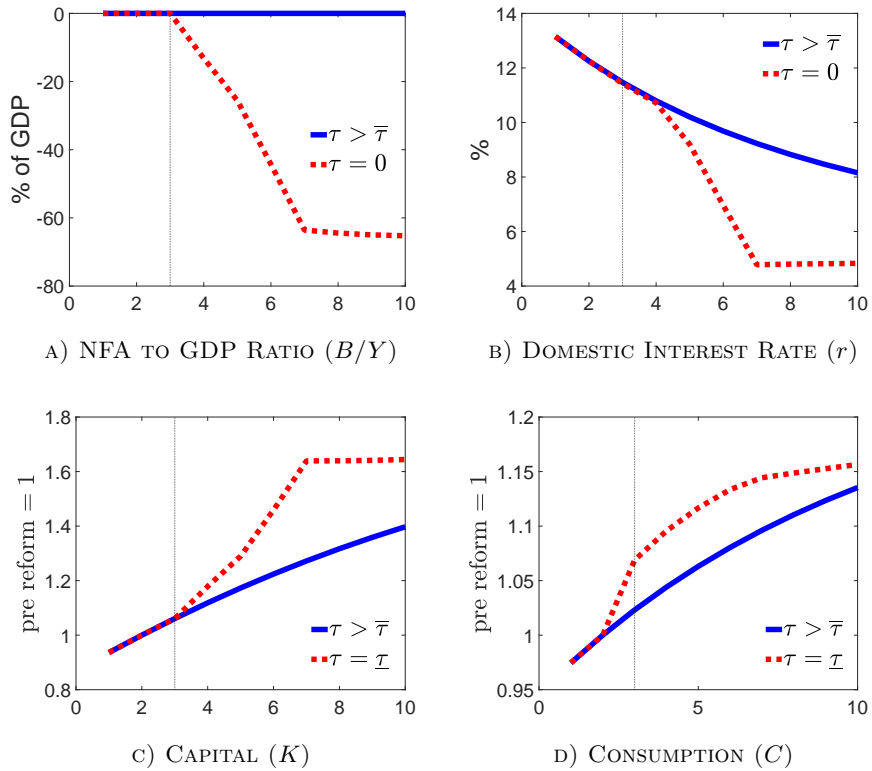 0
-20
-40
-60
-80
% of GDP
τ > τ̅
τ = 0
0 2 4 6 8 10
A) NFA TO GDP RATIO (B/Y)
14
12
10
8
6
4
%
τ > τ̅
τ = 0
0 2 4 6 8 10
B) DOMESTIC INTEREST RATE (r)
1.8
1.6
1.4
1.2
1
0.8
pre reform = 1
τ > τ̅
τ = τ̲
0 2 4 6 8 10
C) CAPITAL (K)
1.2
1.15
1.1
1.05
1
0.95
pre reform = 1
τ > τ̅
τ = τ̲
0 5 10
D) CONSUMPTION (C)